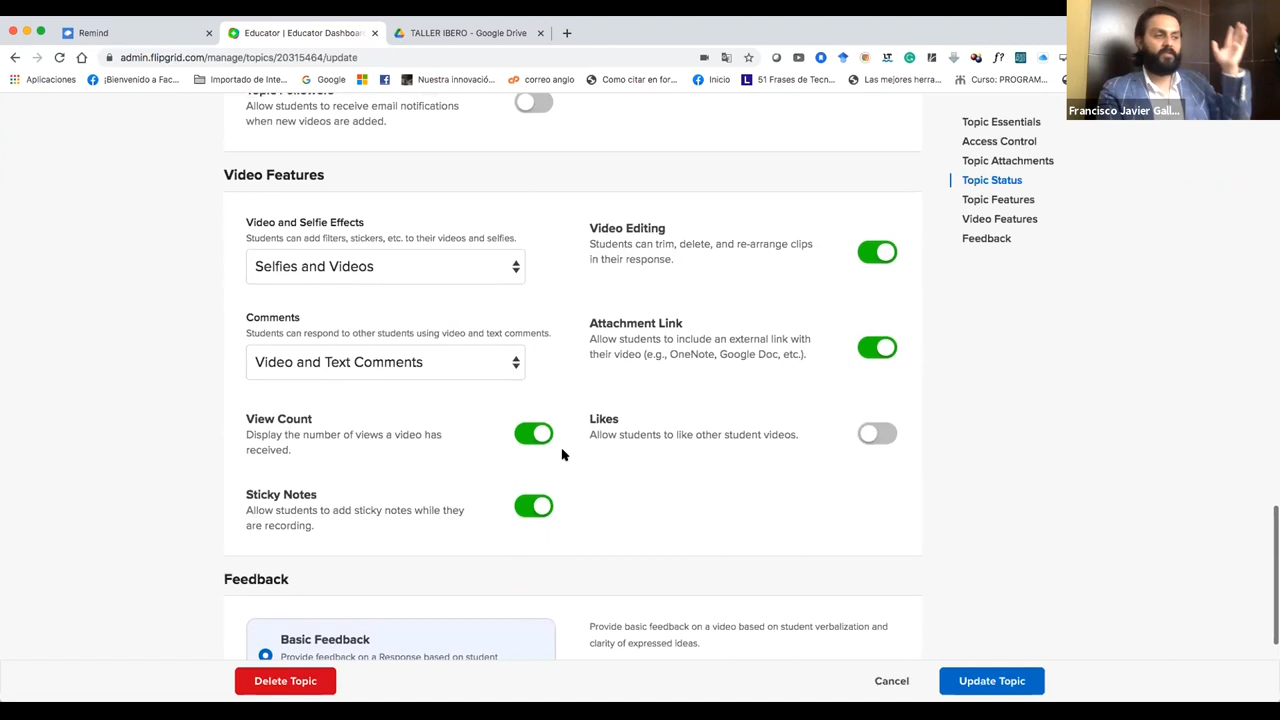 Remind
Educator | Educator Dashboa
TALLER IBERO - Google Drive
admin.flipgrid.com/manage/topics/20315464/update
Aplicaciones
¡Bienvenido a Fac...
Importado de Inte...
Google
Nuestra innovació...
correo anglo
Como citar en for...
Inicio
51 Frases de Tecn...
Las mejores herra...
Curso: PROGRAM...
Francisco Javier Gall...
Allow students to receive email notifications
when new videos are added.
Topic Essentials
Access Control
Topic Attachments
Topic Status
Topic Features
Video Features
Feedback
Video Features
Video and Selfie Effects
Students can add filters, stickers, etc. to their videos and selfies.
Selfies and Videos
Video Editing
Students can trim, delete, and re-arrange clips
in their response.
Comments
Students can respond to other students using video and text comments.
Video and Text Comments
Attachment Link
Allow students to include an external link with
their video (e.g., OneNote, Google Doc, etc.).
View Count
Display the number of views a video has
received.
Likes
Allow students to like other student videos.
Sticky Notes
Allow students to add sticky notes while they
are recording.
Feedback
Basic Feedback
Provide feedback on a Response based on student
Provide basic feedback on a video based on student verbalization and
clarity of expressed ideas.
Delete Topic
Cancel
Update Topic